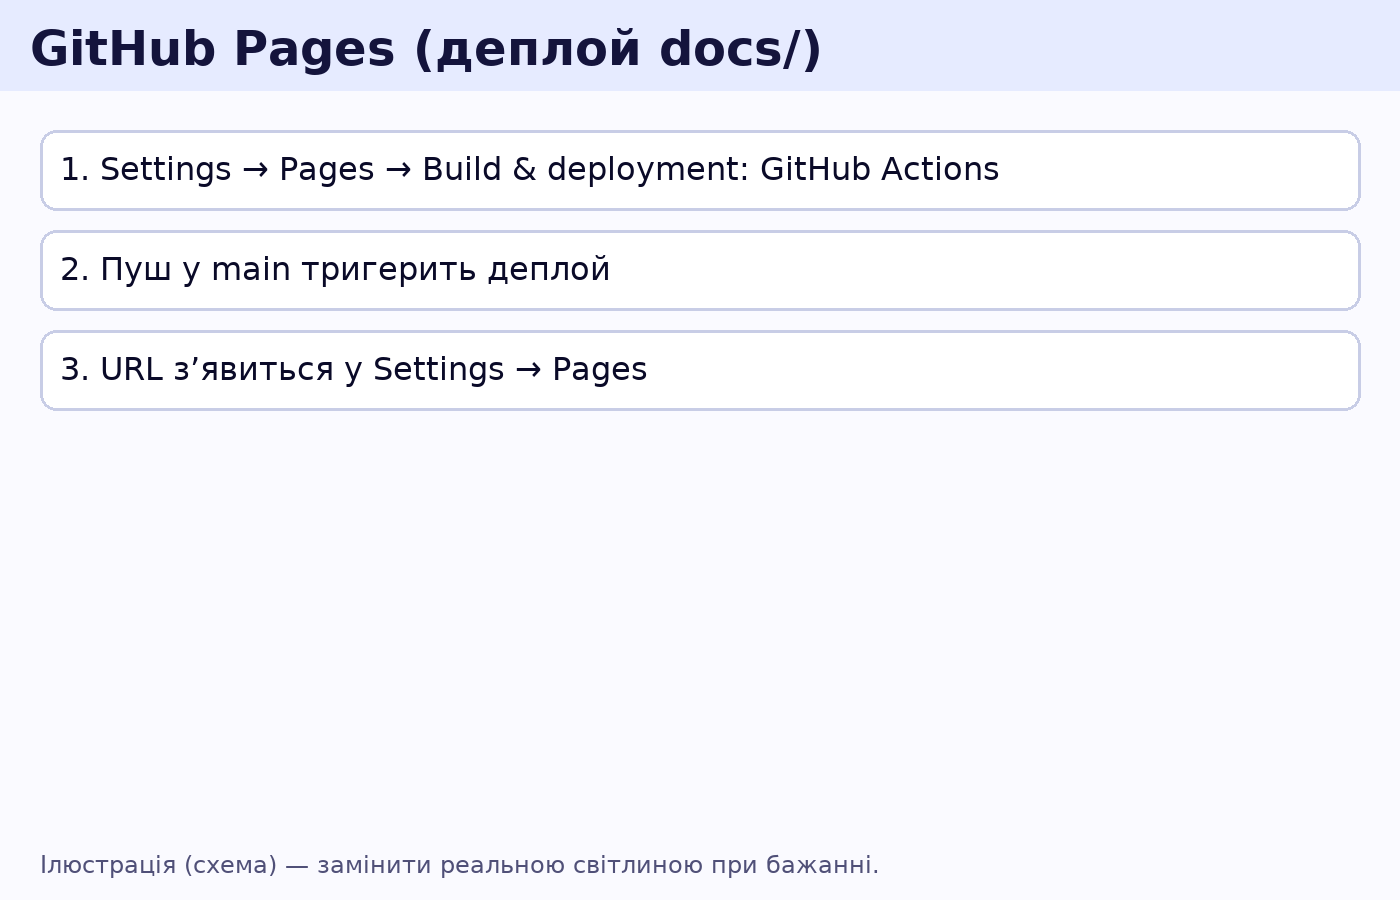 GitHub Pages (деплой docs/)
1. Settings → Pages → Build & deployment: GitHub Actions
2. Пуш у main тригерить деплой
3. URL з’явиться у Settings → Pages
Ілюстрація (схема) — замінити реальною світлиною при бажанні.